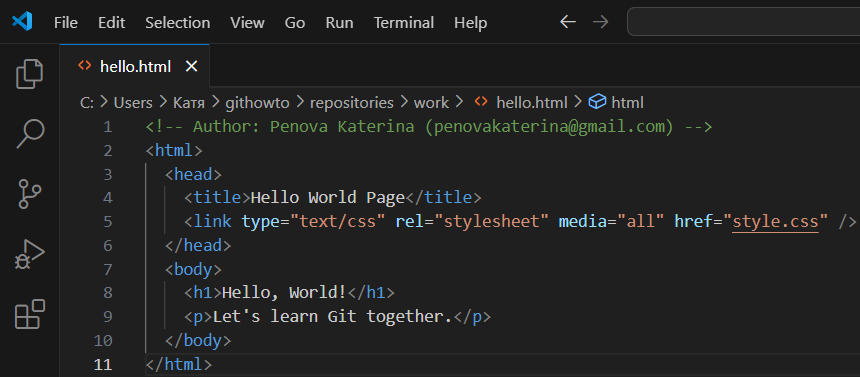 File Edit Selection View Go Run Terminal Help
hello.html
C: > Users > Катя > githowto > repositories > work > hello.html > html
1 <!-- Author: Penova Katerina (penovakaterina@gmail.com) -->
2 <html>
3 <head>
4 <title>Hello World Page</title>
5 <link type="text/css" rel="stylesheet" media="all" href="style.css" />
6 </head>
7 <body>
8 <h1>Hello, World!</h1>
9 <p>Let's learn Git together.</p>
10 </body>
11 </html>